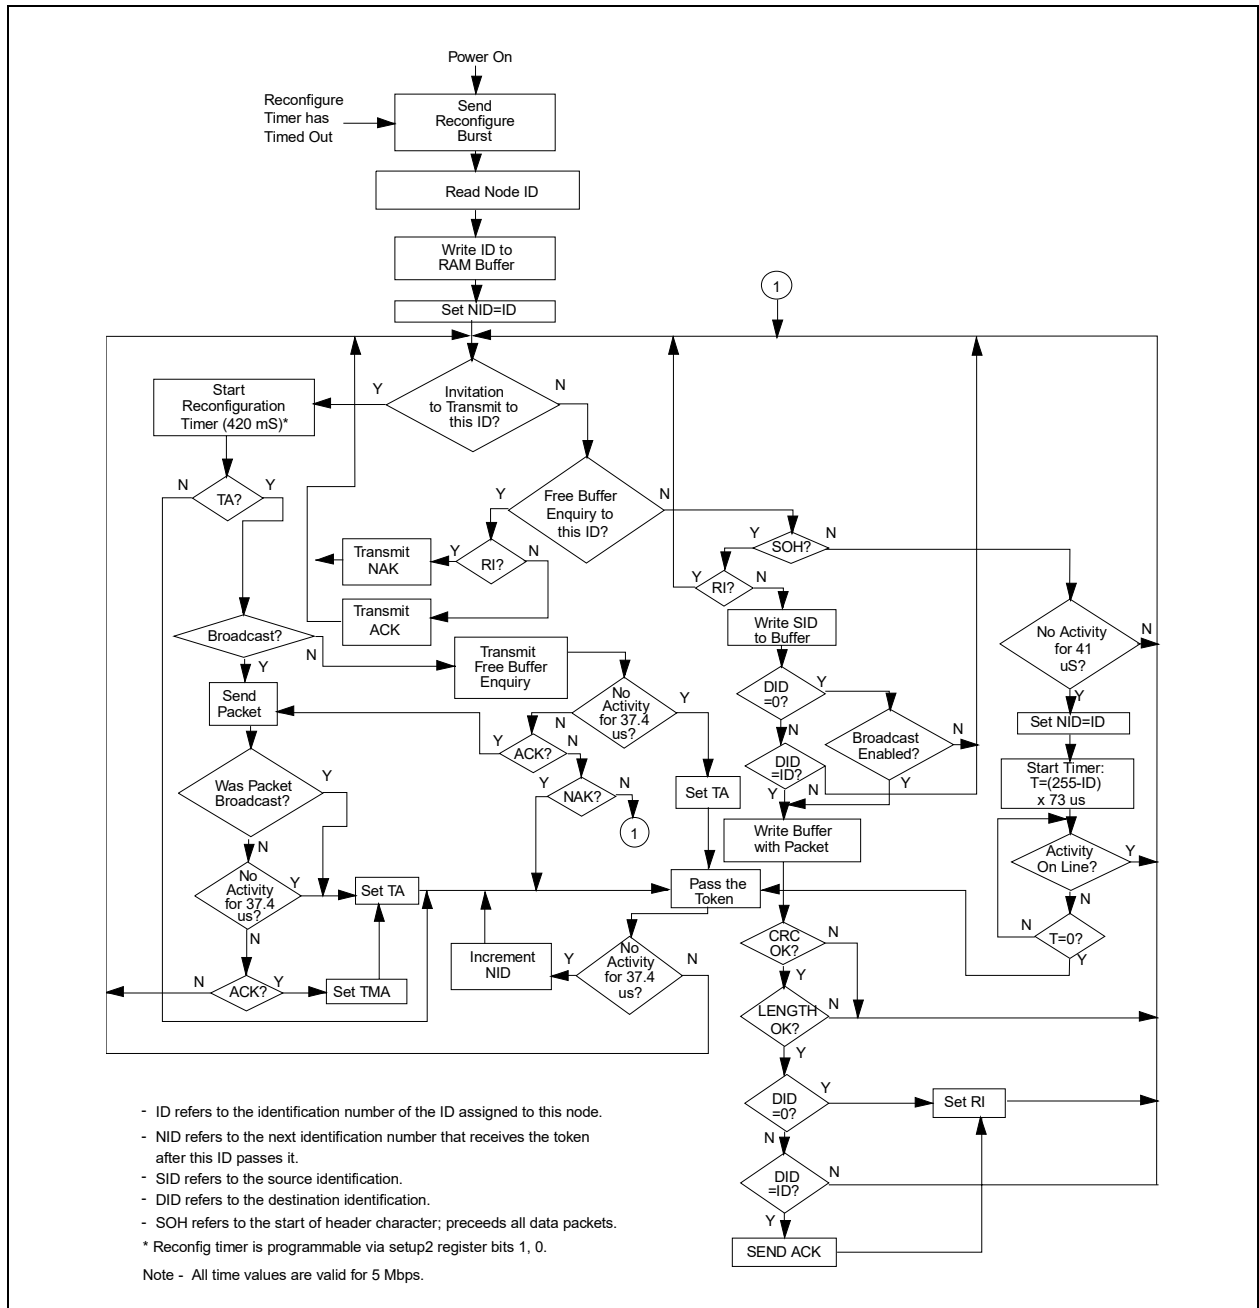 Power On
Reconfigure
Timer has
Timed Out
Send
Reconfigure
Burst
Read Node ID
Write ID to
RAM Buffer
Set NID=ID
1
Start
Reconfiguration
Timer (420 mS)*
Y
Invitation
to Transmit to
this ID?
N
N
TA?
Y
Y
Free Buffer
Enquiry to
this ID?
N
Transmit
NAK
Y
RI?
N
Transmit
ACK
Y
SOH?
N
Y
RI?
N
Write SID
to Buffer
No Activity
for 41
uS?
N
Y
Broadcast?
N
Y
Transmit
Free Buffer
Enquiry
Send
Packet
No
Activity
for 37.4
us?
Y
N
DID
=0?
Y
N
Broadcast
Enabled?
N
Y
Set NID=ID
Y
ACK?
N
DID
=ID?
Y
N
Start Timer:
T=(255-ID)
x 73 us
Was Packet
Broadcast?
Y
N
NAK?
Y
N
1
Set TA
Write Buffer
with Packet
Activity
On Line?
Y
N
No
Activity
for 37.4
us?
Y
N
Set TA
Pass the
Token
N
T=0?
Y
N
ACK?
Y
Set TMA
Increment
NID
Y
No
Activity
for 37.4
us?
N
CRC
OK?
N
Y
LENGTH
OK?
N
Y
DID
=0?
Y
N
Set RI
DID
=ID?
N
Y
SEND ACK
- ID refers to the identification number of the ID assigned to this node.
- NID refers to the next identification number that receives the token
after this ID passes it.
- SID refers to the source identification.
- DID refers to the destination identification.
- SOH refers to the start of header character; preceeds all data packets.
* Reconfig timer is programmable via setup2 register bits 1, 0.
Note - All time values are valid for 5 Mbps.